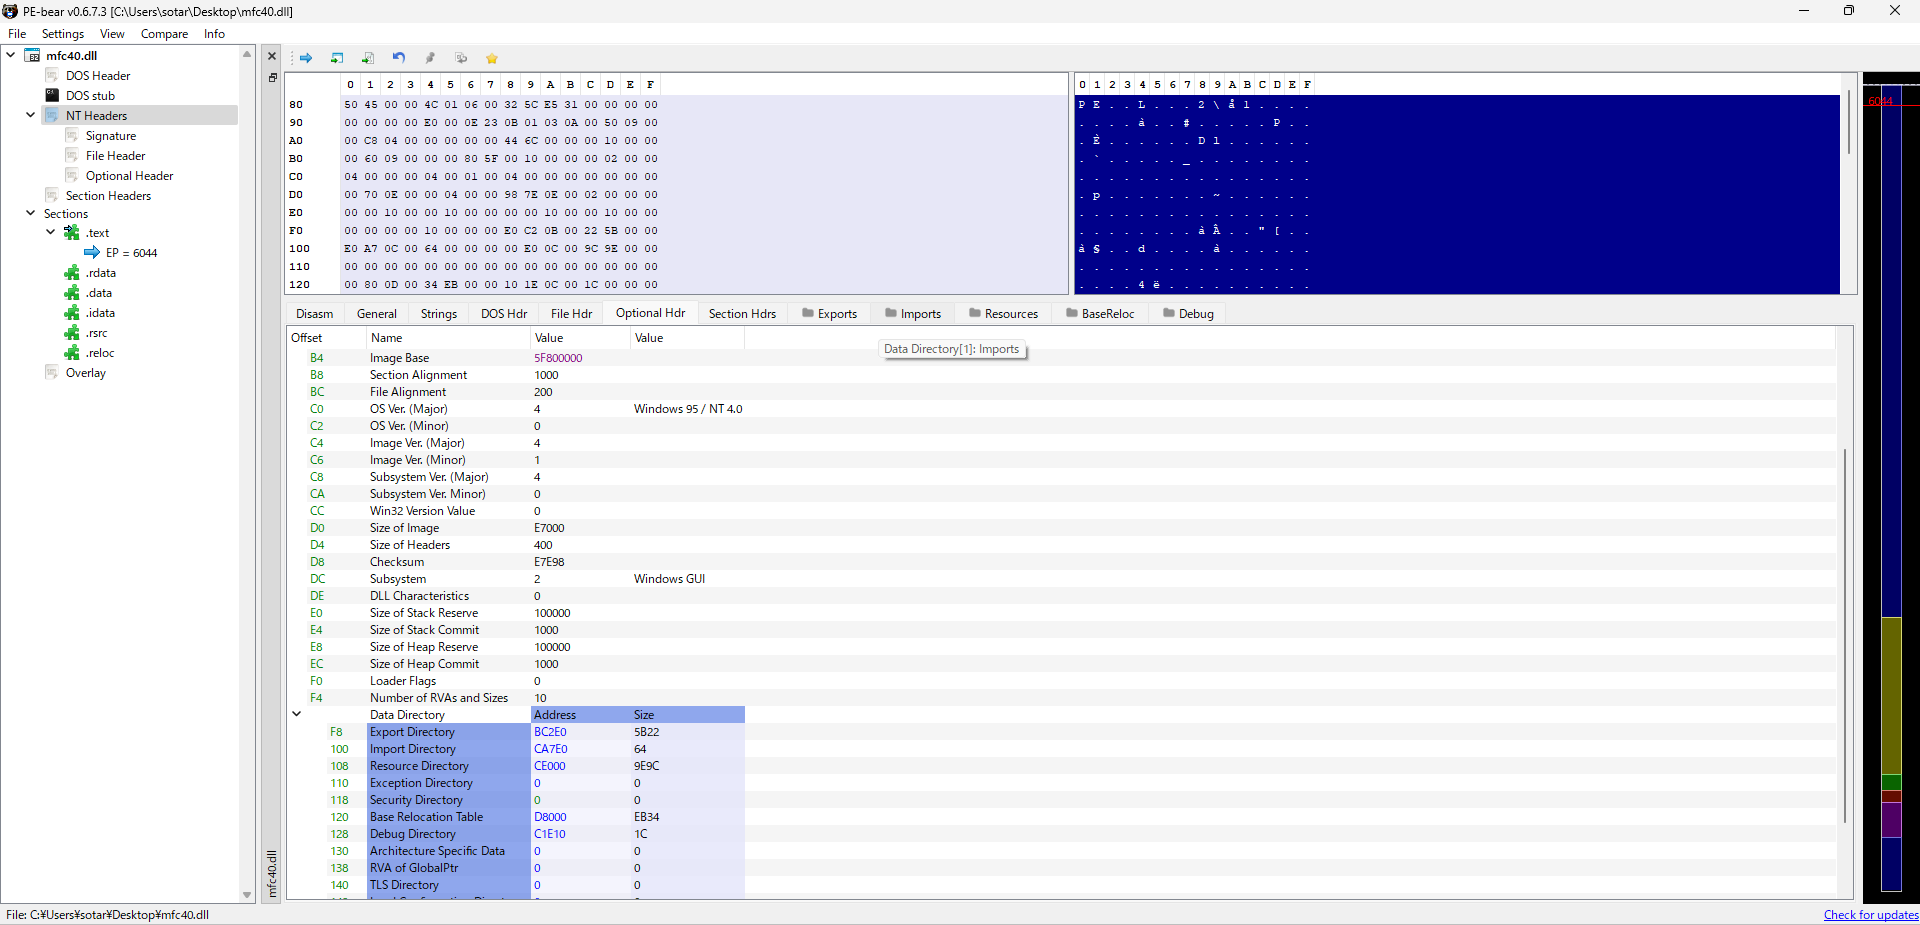 PE-bear v0.6.7.3 [C:\Users\sotar\Desktop\mfc40.dll]
File Settings View Compare Info
mfc40.dll
DOS Header
DOS stub
NT Headers
Signature
File Header
Optional Header
Section Headers
Sections
.text
EP = 6044
.rdata
.data
.idata
.rsrc
.reloc
Overlay
mfc40.dll
0 1 2 3 4 5 6 7 8 9 A B C D E F
80 50 45 00 00 4C 01 06 00 32 5C E5 31 00 00 00 00
90 00 00 00 00 E0 00 0E 23 0B 01 03 0A 00 50 09 00
A0 00 C8 04 00 00 00 00 00 44 6C 00 00 00 10 00 00
B0 00 60 09 00 00 00 80 5F 00 10 00 00 00 02 00 00
C0 04 00 00 00 04 00 01 00 04 00 00 00 00 00 00 00
D0 00 70 0E 00 00 04 00 00 98 7E 0E 00 02 00 00 00
E0 00 00 10 00 00 10 00 00 00 00 10 00 00 10 00 00
F0 00 00 00 00 10 00 00 00 E0 C2 0B 00 22 5B 00 00
100 E0 A7 0C 00 64 00 00 00 00 E0 0C 00 9C 9E 00 00
110 00 00 00 00 00 00 00 00 00 00 00 00 00 00 00 00
120 00 80 0D 00 34 EB 00 00 10 1E 0C 00 1C 00 00 00
0 1 2 3 4 5 6 7 8 9 A B C D E F
P E . . L . . . 2 \ å 1 . . . .
. . . . à . . # . . . . . P . .
. È . . . . . . D l . . . . . .
. ` . . . . . _ . . . . . . . .
. . . . . . . . . . . . . . . .
. p . . . . . . . ~ . . . . . .
. . . . . . . . . . . . . . . .
. . . . . . . . à Â . . " [ . .
à § . . d . . . . à . . . . . .
. . . . . . . . . . . . . . . .
. . . . 4 ë . . . . . . . . . .
6044
Disasm General Strings DOS Hdr File Hdr Optional Hdr Section Hdrs Exports Imports Resources BaseReloc Debug
Offset Name Value Value
Data Directory[1]: Imports
B4 Image Base 5F800000
B8 Section Alignment 1000
BC File Alignment 200
C0 OS Ver. (Major) 4 Windows 95 / NT 4.0
C2 OS Ver. (Minor) 0
C4 Image Ver. (Major) 4
C6 Image Ver. (Minor) 1
C8 Subsystem Ver. (Major) 4
CA Subsystem Ver. Minor) 0
CC Win32 Version Value 0
D0 Size of Image E7000
D4 Size of Headers 400
D8 Checksum E7E98
DC Subsystem 2 Windows GUI
DE DLL Characteristics 0
E0 Size of Stack Reserve 100000
E4 Size of Stack Commit 1000
E8 Size of Heap Reserve 100000
EC Size of Heap Commit 1000
F0 Loader Flags 0
F4 Number of RVAs and Sizes 10
Data Directory Address Size
F8 Export Directory BC2E0 5B22
100 Import Directory CA7E0 64
108 Resource Directory CE000 9E9C
110 Exception Directory 0 0
118 Security Directory 0 0
120 Base Relocation Table D8000 EB34
128 Debug Directory C1E10 1C
130 Architecture Specific Data 0 0
138 RVA of GlobalPtr 0 0
140 TLS Directory 0 0
File: C:¥Users¥sotar¥Desktop¥mfc40.dll
Check for updates